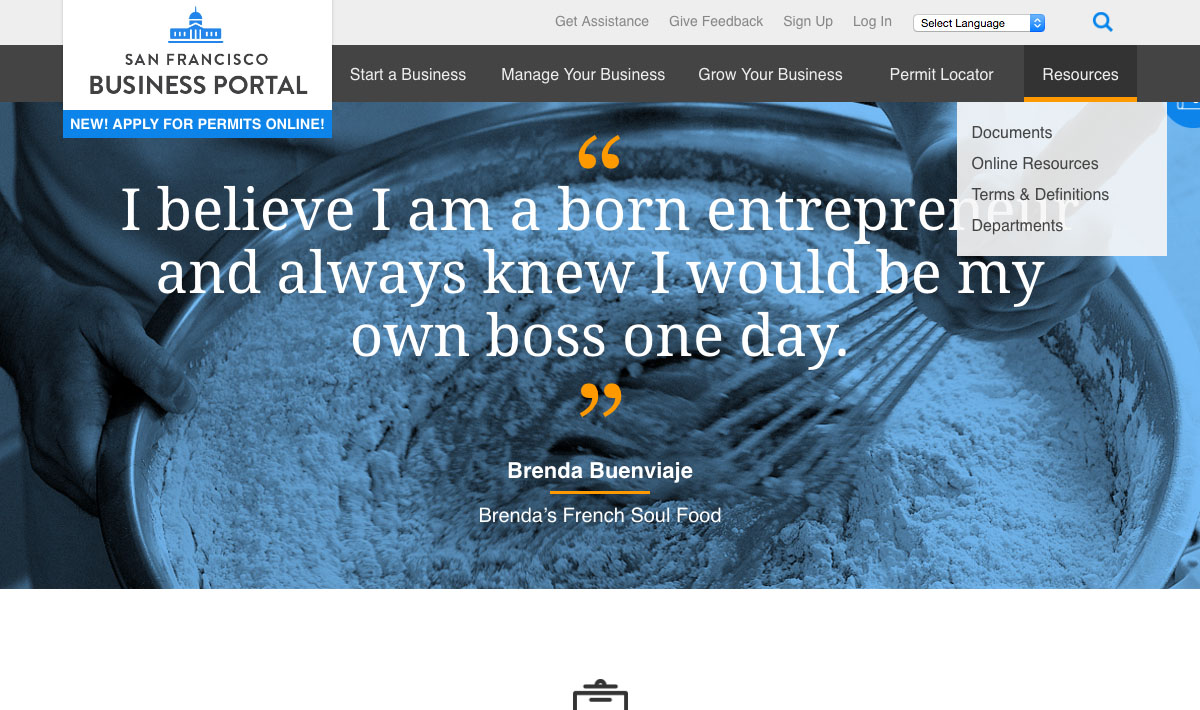 Get Assistance Give Feedback Sign Up Log In Select Language
SAN FRANCISCO
BUSINESS PORTAL
NEW! APPLY FOR PERMITS ONLINE!
Start a Business Manage Your Business Grow Your Business Permit Locator Resources
Documents
Online Resources
Terms & Definitions
Departments
“
I believe I am a born entrepreneur
and always knew I would be my
own boss one day.
”
Brenda Buenviaje
Brenda’s French Soul Food